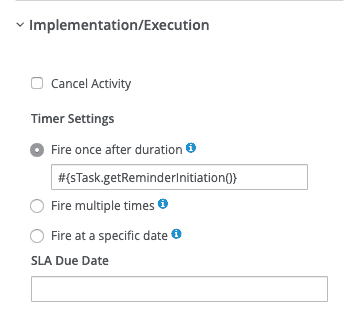 Implementation/Execution
Cancel Activity
Timer Settings
Fire once after duration
#{sTask.getReminderInitiation()}
Fire multiple times
Fire at a specific date
SLA Due Date